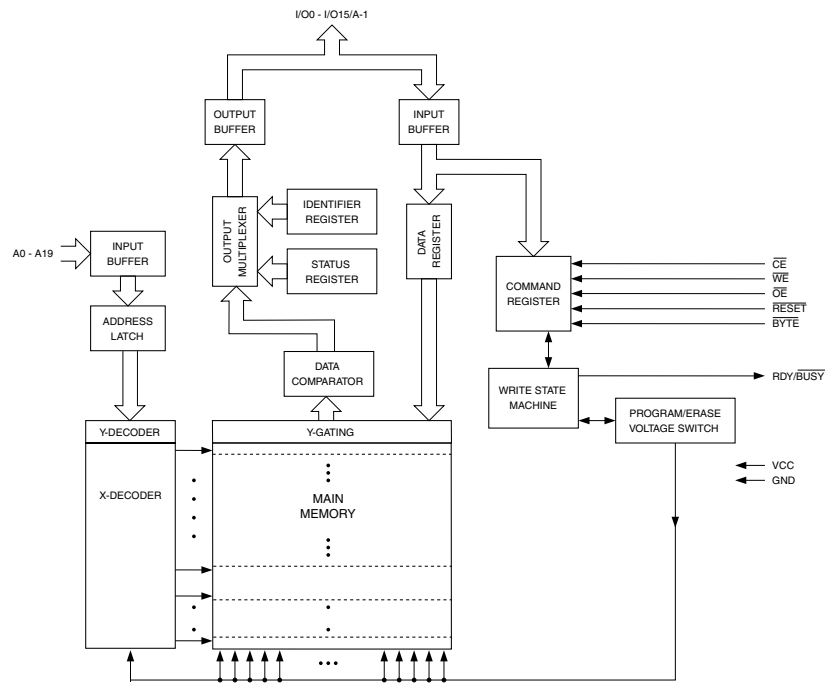 I/O0 - I/O15/A-1
OUTPUT
BUFFER
INPUT
BUFFER
OUTPUT
MULTIPLEXER
IDENTIFIER
REGISTER
STATUS
REGISTER
DATA
REGISTER
A0 - A19
INPUT
BUFFER
ADDRESS
LATCH
COMMAND
REGISTER
CE
WE
OE
RESET
BYTE
DATA
COMPARATOR
WRITE STATE
MACHINE
RDY/BUSY
PROGRAM/ERASE
VOLTAGE SWITCH
VCC
GND
Y-DECODER
Y-GATING
X-DECODER
MAIN
MEMORY